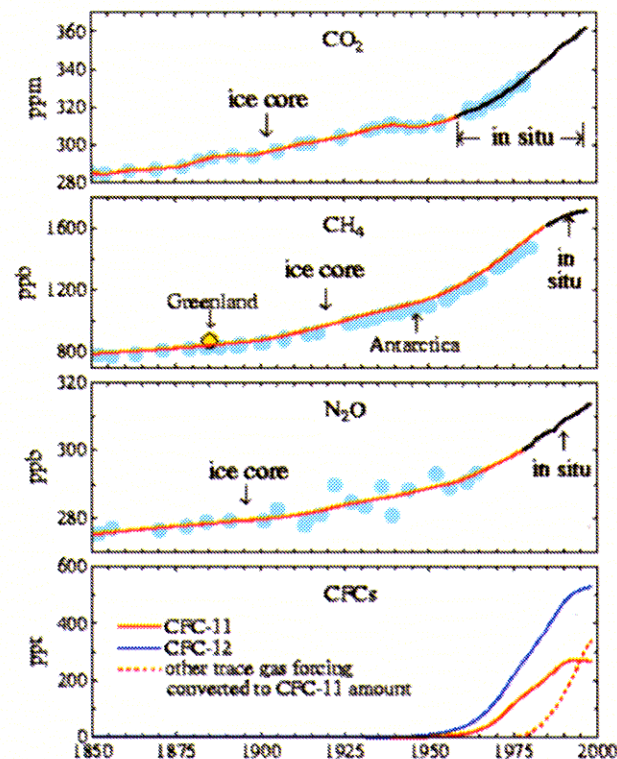 CO₂
360
340
320
300
280
ppm
ice core
in situ
CH₄
1600
1200
800
ppb
ice core
Greenland
Antarctica
in
situ
N₂O
320
300
280
ppb
ice core
in situ
CFCs
600
400
200
0
ppt
CFC-11
CFC-12
other trace gas forcing
converted to CFC-11 amount
1850 1875 1900 1925 1950 1975 2000